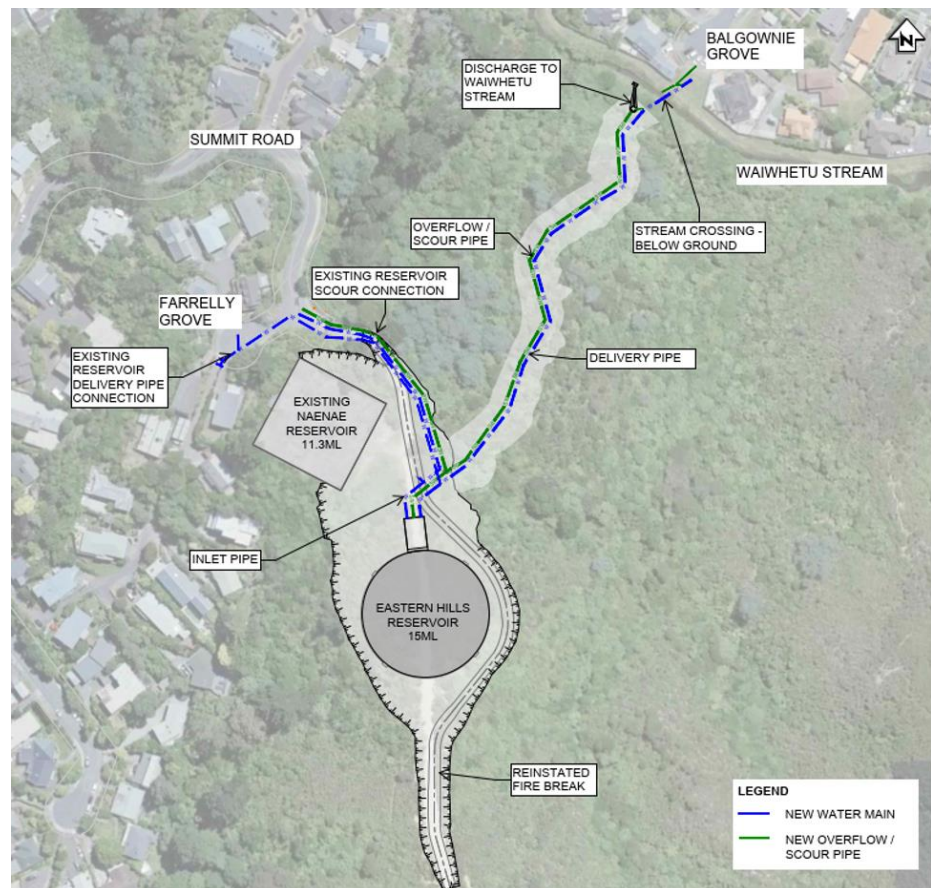 N
BALGOWNIE
GROVE
DISCHARGE TO
WAIWHETU
STREAM
SUMMIT ROAD
WAIWHETU STREAM
OVERFLOW /
SCOUR PIPE
STREAM CROSSING -
BELOW GROUND
EXISTING RESERVOIR
SCOUR CONNECTION
FARRELLY
GROVE
EXISTING
RESERVOIR
DELIVERY PIPE
CONNECTION
DELIVERY PIPE
EXISTING
NAENAE
RESERVOIR
11.3ML
INLET PIPE
EASTERN HILLS
RESERVOIR
15ML
REINSTATED
FIRE BREAK
LEGEND
NEW WATER MAIN
NEW OVERFLOW /
SCOUR PIPE